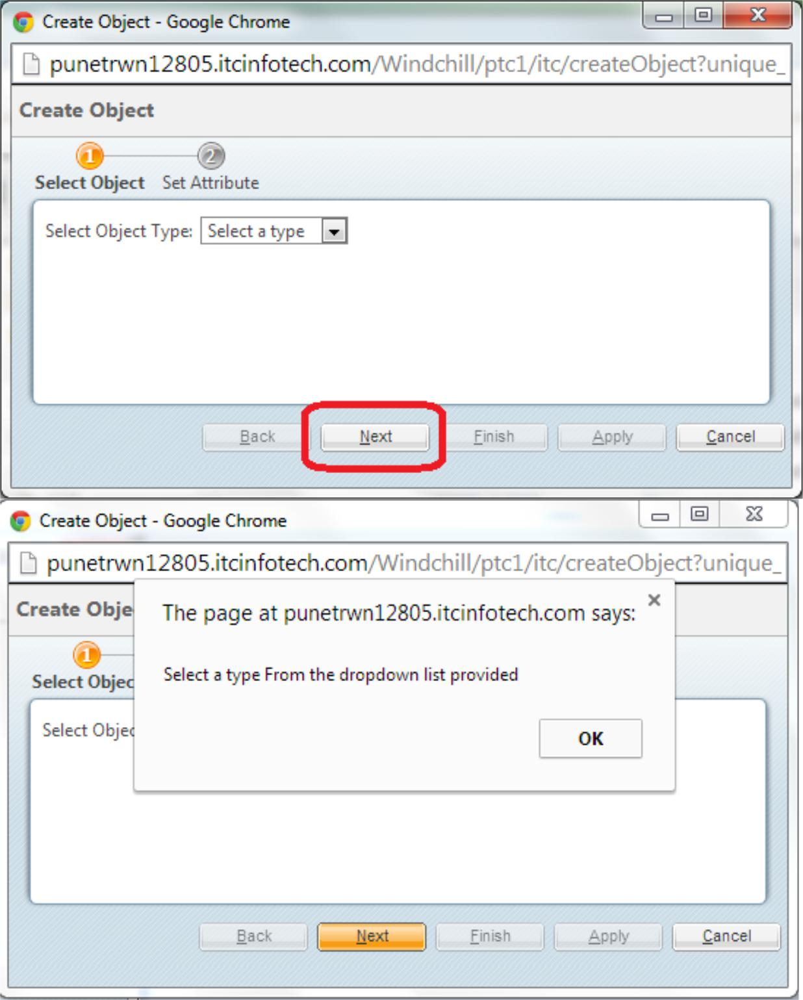 Create Object - Google Chrome
punetrwn12805.itcinfotech.com/Windchill/ptc1/itc/createObject?unique_
Create Object
1 2
Select Object Set Attribute
Select Object Type: Select a type
Back Next Finish Apply Cancel
Create Object - Google Chrome
punetrwn12805.itcinfotech.com/Windchill/ptc1/itc/createObject?unique_
Create Obje
The page at punetrwn12805.itcinfotech.com says:
1
Select Objec
Select a type From the dropdown list provided
Select Objec
OK
Back Next Finish Apply Cancel